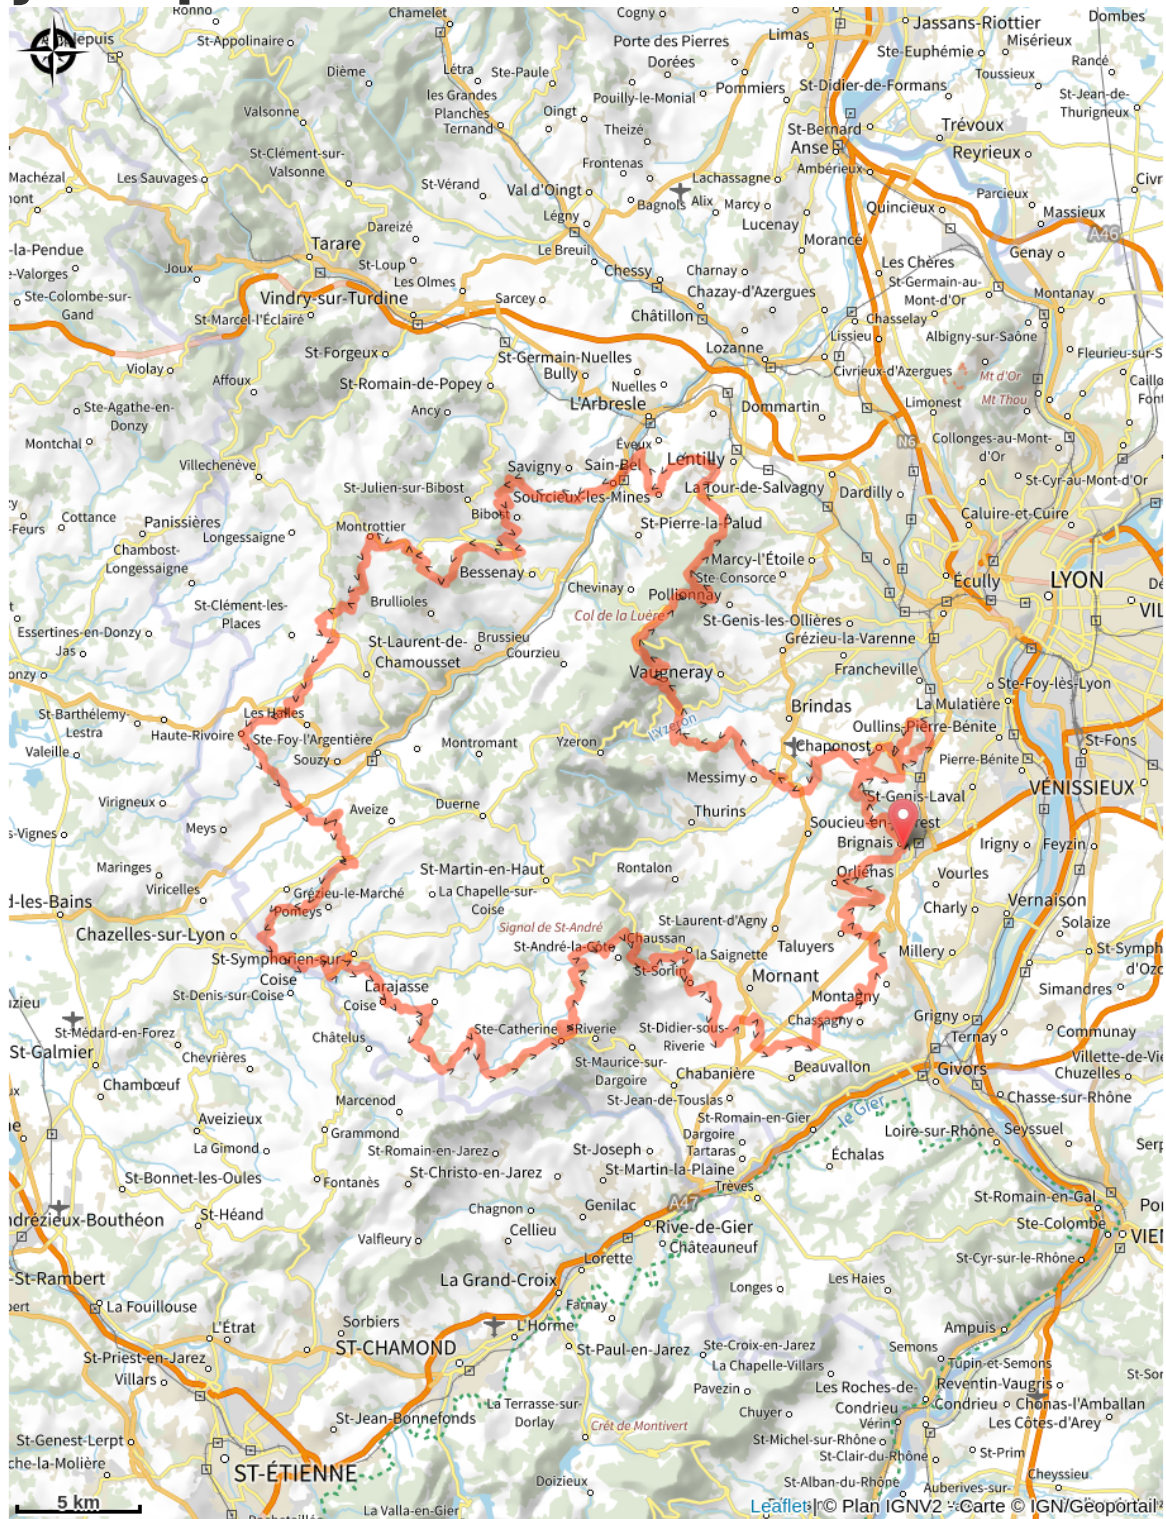 Ronno
Chamelet
Cogny
Limas
Jassans-Riottier
Dombes
St-Appolinaire
Porte des Pierres
Dorées
Ste-Euphémie
Misérieux
Rancé
Dième
Létra
Ste-Paule
Toussieux
les Grandes
Planches
Pouilly-le-Monial
Pommiers
St-Didier-de-Formans
St-Jean-de-
Thurigneux
Valsonne
Ternand
Oingt
Theizé
St-Bernard
Trévoux
Anse
Reyrieux
St-Clément-sur-
Valsonne
Frontenas
Ambérieux
Machézal
Les Sauvages
St-Vérand
Val d'Oingt
Lachassagne
Parcieux
Bagnols
Alix
Marcy
Quincieux
Massieux
Légny
Lucenay
Dareizé
A46
Tarare
Le Breuil
Morancé
Genay
-la-Pendue
St-Loup
Les Chères
e-Valorges
Joux
Les Olmes
Chessy
Charnay
St-Germain-au-
Mont-d'Or
Ste-Colombe-sur-
Gand
Vindry-sur-Turdine
Sarcey
Chazay-d'Azergues
Montanay
St-Marcel-l'Éclairé
Châtillon
Chasselay
Albigny-sur-Saône
Lissieu
St-Forgeux
St-Germain-Nuelles
Lozanne
Fleurieu-sur-S
Violay
Bully
Civrieux-d'Azergues
Affoux
St-Romain-de-Popey
Nuelles
Mt d'Or
Ste-Agathe-en-
Donzy
Ancy
L'Arbresle
Dommartin
Limonest
Mt Thou
Montchal
Éveux
N6
Collonges-au-Mont-
d'Or
Villechenève
Savigny
Sain-Bel
Lentilly
St-Julien-sur-Bibost
Sourcieux-les-Mines
La Tour-de-Salvagny
Dardilly
St-Cyr-au-Mont-d'Or
Cottance
Panissières
Bibost
Caluire-et-Cuire
-Feurs
Longessaigne
Montrottier
St-Pierre-la-Palud
Chambost-
Longessaigne
Marcy-l'Étoile
Bessenay
Ste-Consorce
Écully
LYON
Chevinay
Pollionnay
St-Clément-les-
Places
Brullioles
Col de la Luère
St-Genis-les-Ollières
Essertines-en-Donzy
St-Laurent-de-
Chamousset
Brussieu
Grézieu-la-Varenne
Jas
Courzieu
Francheville
Vaugneray
Ste-Foy-lès-Lyon
St-Barthélemy-
Lestra
Les Halles
La Mulatière
Haute-Rivoire
l'Yzeron
Brindas
Oullins-Pierre-Bénite
Valeille
Ste-Foy-l'Argentière
Montromant
Yzeron
Chaponost
St-Fons
Souzy
Pierre-Bénite
Messimy
VÉNISSIEUX
Virigneux
Aveize
Duerne
St-Genis-Laval
Thurins
s-Vignes
Meys
Brignais
Irigny
Feyzin
Maringes
St-Martin-en-Haut
Rontalon
Orliénas
Vourles
Viricelles
Grézieu-le-Marché
La Chapelle-sur-
Coise
d-les-Bains
Pomeys
Charly
Vernaison
Signal de St-André
St-Laurent-d'Agny
Solaize
Chazelles-sur-Lyon
Chaussan
Taluyers
Millery
St-André-la-Côte
la Saignette
St-Symphorien-sur-
Coise
St-Sorlin
Mornant
Larajasse
Simandres
St-Denis-sur-Coise
Coise
Montagny
Grigny
St-Médard-en-Forez
Ste-Catherine
Riverie
St-Didier-sous-
Riverie
Chassagny
Ternay
Communay
Châtelus
St-Galmier
Chevrières
St-Maurice-sur-
Dargoire
Beauvallon
Givors
Chuzelles
Chambœuf
Chabanière
Marcenod
St-Jean-de-Touslas
Chasse-sur-Rhône
Aveizieux
Grammond
St-Romain-en-Gier
le Gier
Loire-sur-Rhône
Seyssuel
La Gimond
St-Romain-en-Jarez
St-Joseph
Dargoire
Tartaras
Échalas
St-Bonnet-les-Oules
Fontanès
St-Christo-en-Jarez
St-Martin-la-Plaine
Trèves
St-Romain-en-Gal
A47
ndrézieux-Bouthéon
St-Héand
Chagnon
Genilac
Ste-Colombe
Cellieu
Rive-de-Gier
Valfleury
Châteauneuf
St-Cyr-sur-le-Rhône
Lorette
-St-Rambert
La Grand-Croix
Longes
Les Haies
La Fouillouse
Farnay
L'Étrat
Sorbiers
L'Horme
Ampuis
ST-CHAMOND
St-Paul-en-Jarez
Ste-Croix-en-Jarez
Semons
St-Priest-en-Jarez
La Chapelle-Villars
Tupin-et-Semons
Villars
Pavezin
Les Roches-de-
Condrieu
Reventin-Vaugris
La Terrasse-sur-
Dorlay
Condrieu
Chonas-l'Amballan
St-Jean-Bonnefonds
Chuyer
Vérin
Les Côtes-d'Arey
Crêt de Montivert
St-Genest-Lerpt
St-Michel-sur-Rhône
St-Prim
St-Clair-du-Rhône
ST-ÉTIENNE
Doizieux
St-Alban-du-Rhône
Cheyssieu
Auberives-sur-
5 km
La Valla-en-Gier
Leaflet | © Plan IGNV2 - Carte © IGN/Geoportail